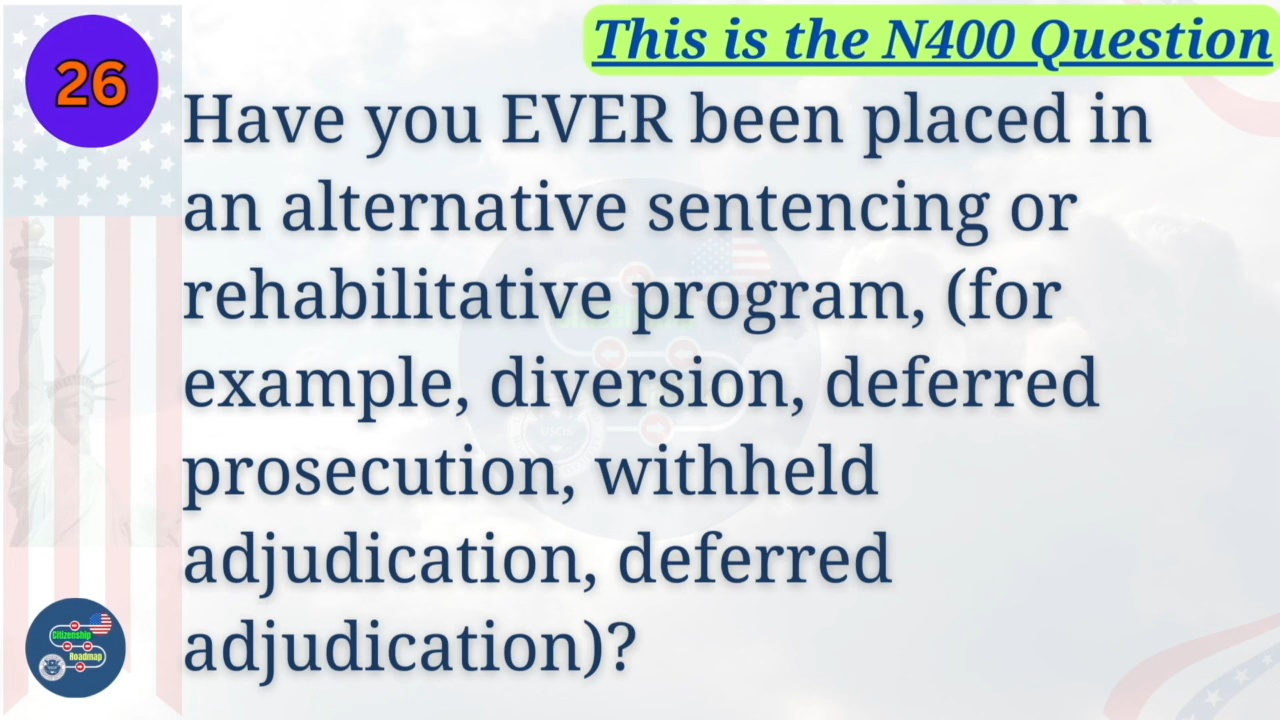 26
This is the N400 Question
Have you EVER been placed in
an alternative sentencing or
rehabilitative program, (for
example, diversion, deferred
prosecution, withheld
adjudication, deferred
adjudication)?
Citizenship
Roadmap